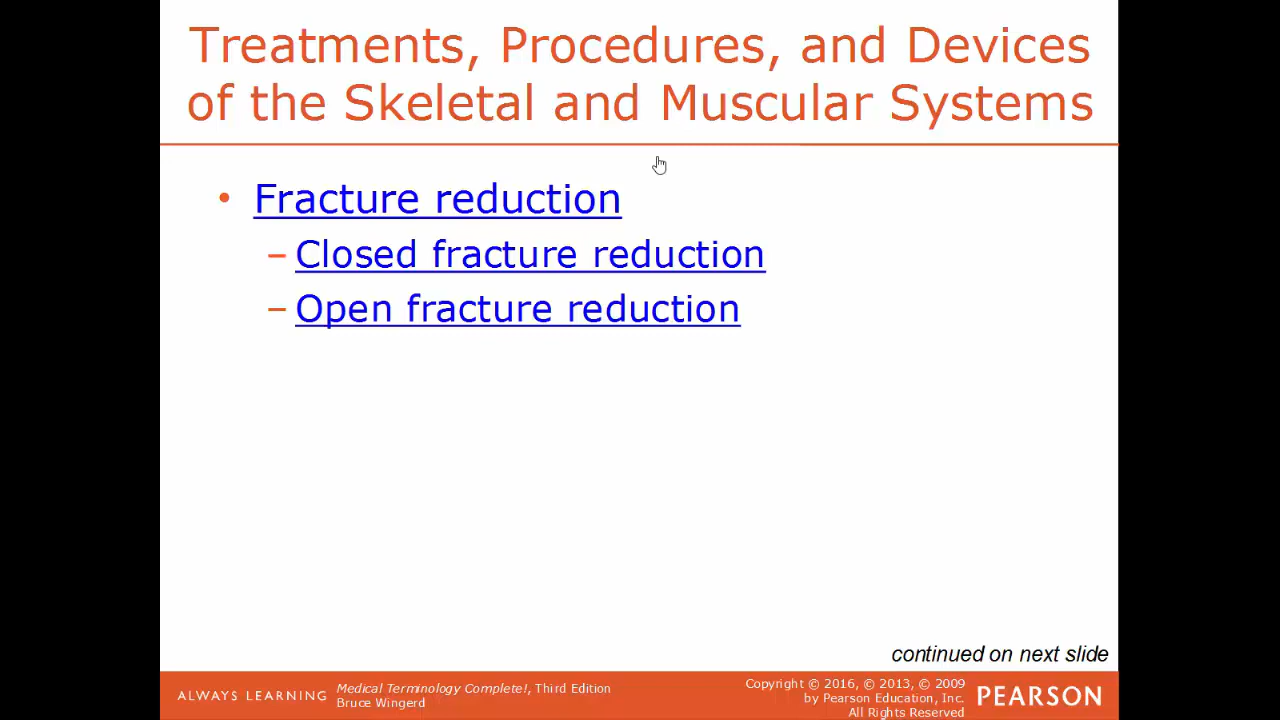 Treatments, Procedures, and Devices
of the Skeletal and Muscular Systems
• Fracture reduction
– Closed fracture reduction
– Open fracture reduction
continued on next slide
ALWAYS LEARNING
Medical Terminology Complete!, Third Edition
Bruce Wingerd
Copyright © 2016, © 2013, © 2009
by Pearson Education, Inc.
All Rights Reserved
PEARSON